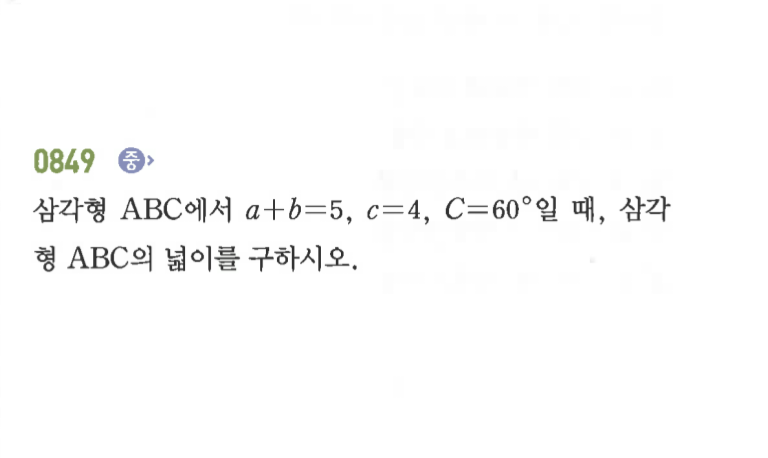 0849 중
삼각형 ABC에서 a+b=5, c=4, C=60°일 때, 삼각
형 ABC의 넓이를 구하시오.